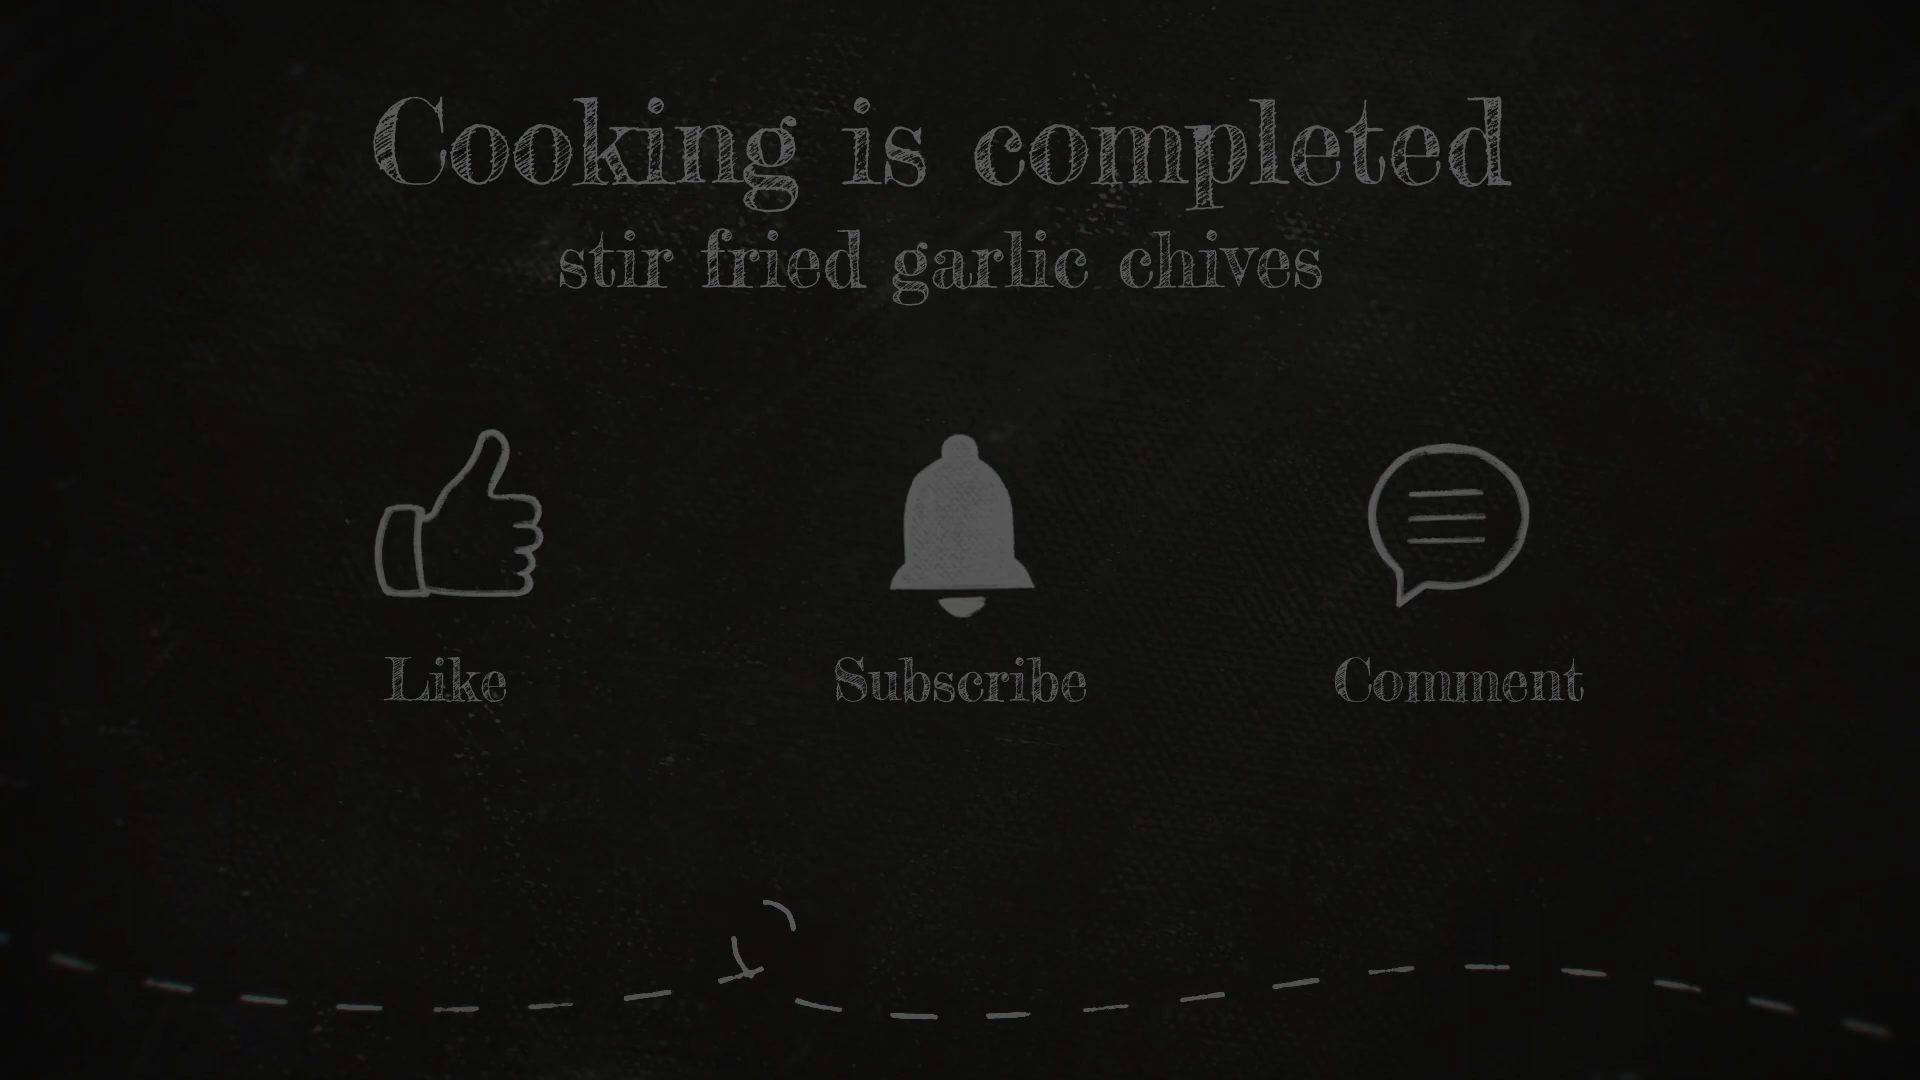 Cooking is completed
stir fried garlic chives
Like
Subscribe
Comment